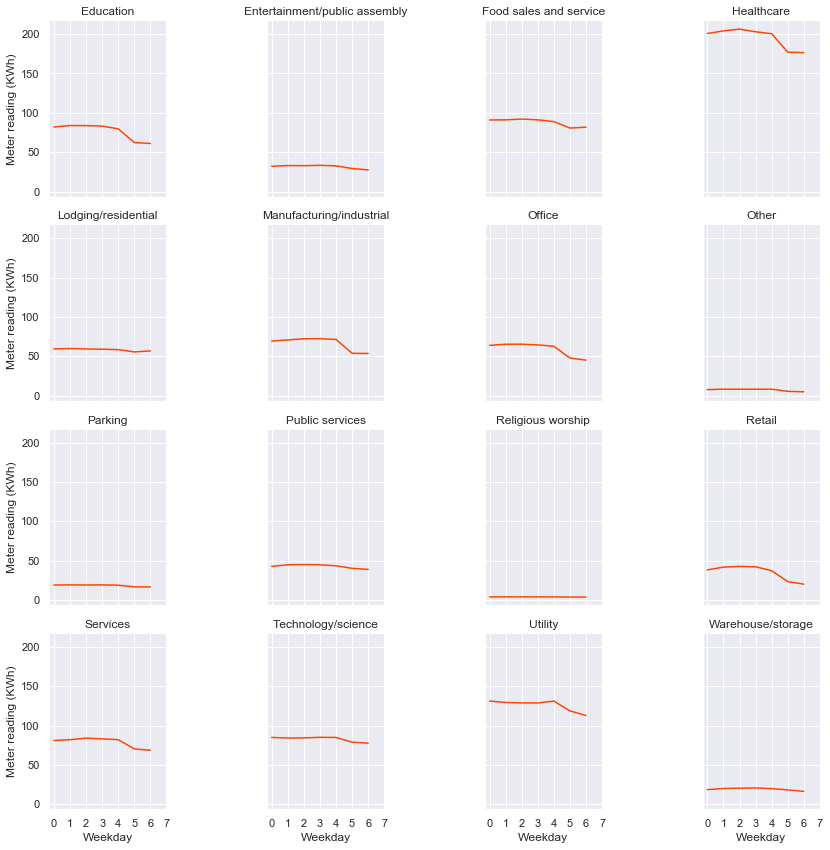 Education Entertainment/public assembly Food sales and service Healthcare
200
150
100
50
0
Meter reading (KWh)
Lodging/residential Manufacturing/industrial Office Other
200
150
100
50
0
Meter reading (KWh)
Parking Public services Religious worship Retail
200
150
100
50
0
Meter reading (KWh)
Services Technology/science Utility Warehouse/storage
200
150
100
50
0
Meter reading (KWh)
0 1 2 3 4 5 6 7 0 1 2 3 4 5 6 7 0 1 2 3 4 5 6 7 0 1 2 3 4 5 6 7
Weekday Weekday Weekday Weekday